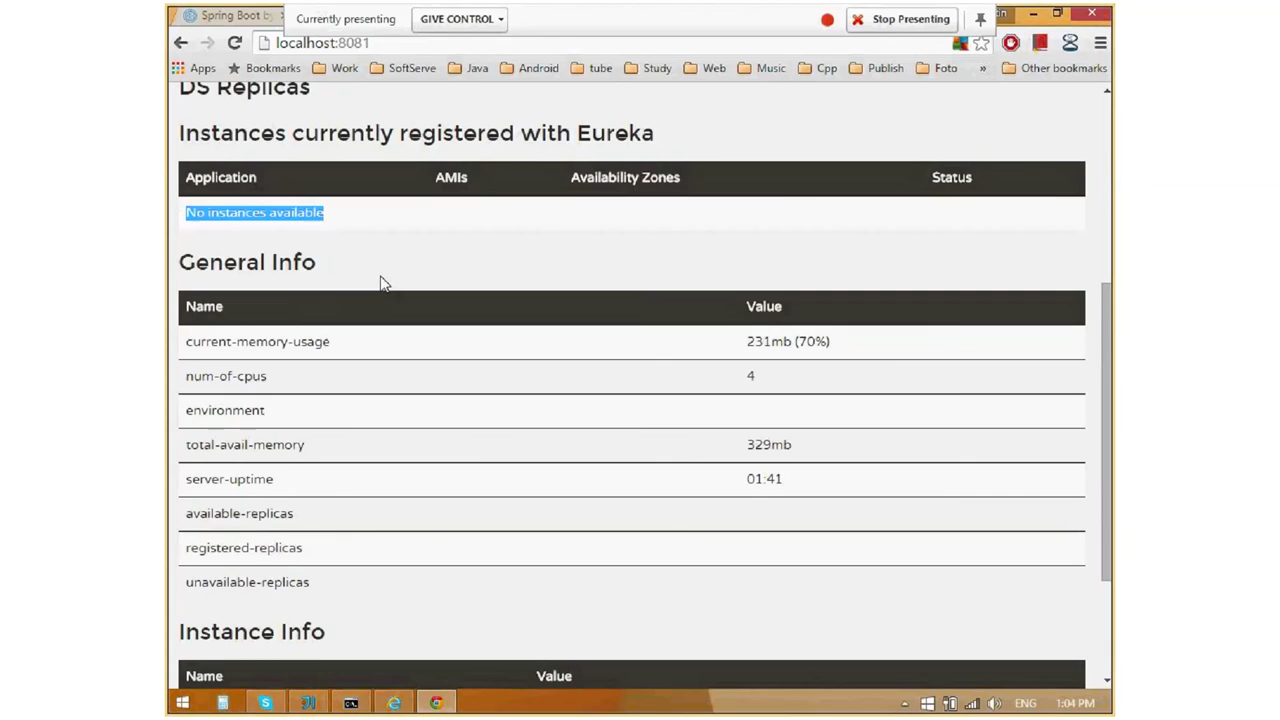 Spring Boot by
Currently presenting
GIVE CONTROL
Stop Presenting
localhost:8081
Apps
Bookmarks
Work
SoftServe
Java
Android
tube
Study
Web
Music
Cpp
Publish
Foto
»
Other bookmarks
DS Replicas
Instances currently registered with Eureka
Application AMIs Availability Zones Status
No instances available
General Info
Name Value
current-memory-usage 231mb (70%)
num-of-cpus 4
environment
total-avail-memory 329mb
server-uptime 01:41
available-replicas
registered-replicas
unavailable-replicas
Instance Info
Name Value
ENG
1:04 PM